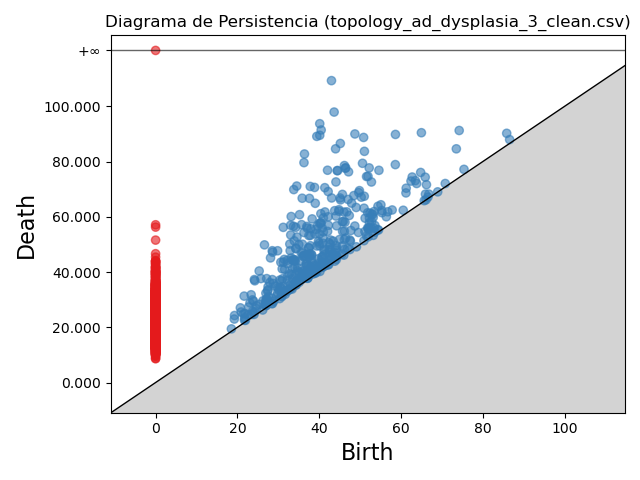 Diagrama de Persistencia (topology_ad_dysplasia_3_clean.csv)
+∞
100.000
80.000
60.000
40.000
20.000
0.000
Death
0 20 40 60 80 100
Birth